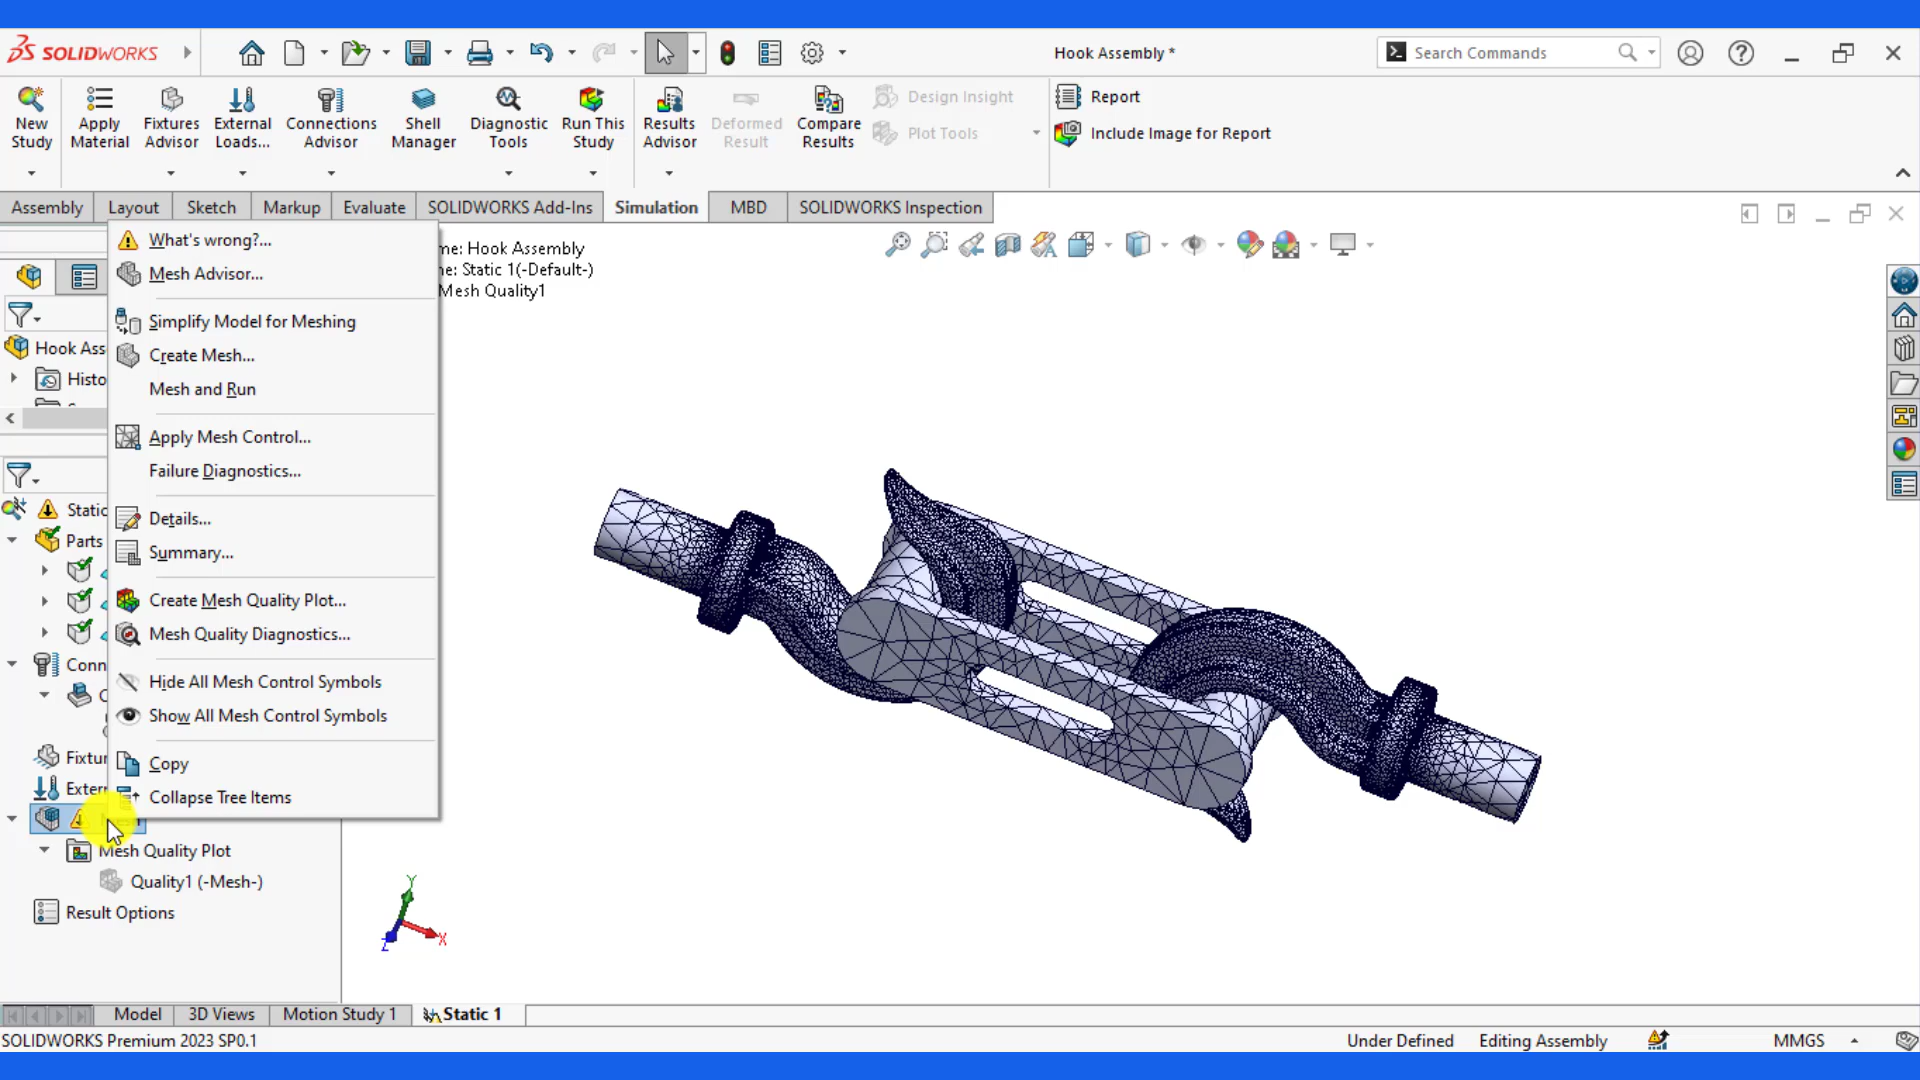 SOLIDWORKS
Hook Assembly *
Search Commands
New Study
Apply Material
Fixtures Advisor
External Loads...
Connections Advisor
Shell Manager
Diagnostic Tools
Run This Study
Results Advisor
Deformed Result
Compare Results
Design Insight
Plot Tools
Report
Include Image for Report
Assembly
Layout
Sketch
Markup
Evaluate
SOLIDWORKS Add-Ins
Simulation
MBD
SOLIDWORKS Inspection
What's wrong?...
Mesh Advisor...
Simplify Model for Meshing
Create Mesh...
Mesh and Run
Apply Mesh Control...
Failure Diagnostics...
Details...
Summary...
Create Mesh Quality Plot...
Mesh Quality Diagnostics...
Hide All Mesh Control Symbols
Show All Mesh Control Symbols
Copy
Collapse Tree Items
me: Hook Assembly
ne: Static 1(-Default-)
Mesh Quality1
Hook Ass
Histo
Static
Parts
Conn
Fixtur
Extern
Mesh Quality Plot
Quality1 (-Mesh-)
Result Options
Y
X
Z
Model
3D Views
Motion Study 1
Static 1
SOLIDWORKS Premium 2023 SP0.1
Under Defined
Editing Assembly
MMGS